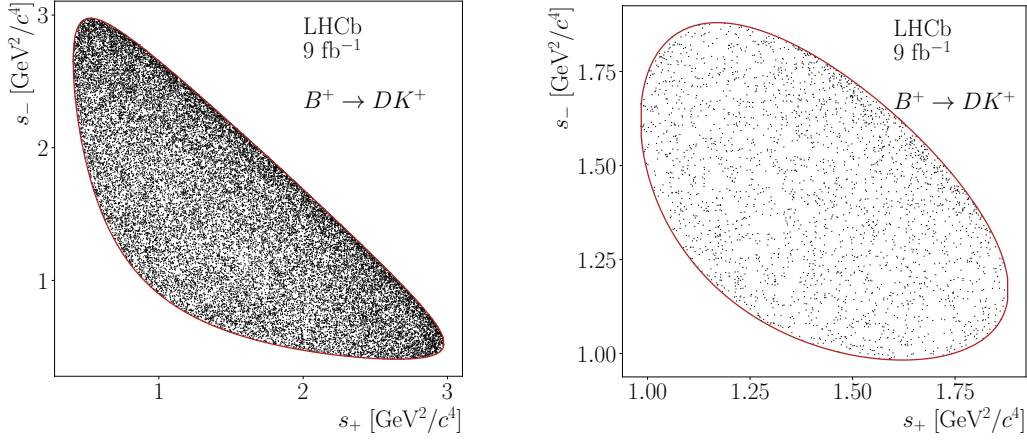 3
2
1
s₋ [GeV²/c⁴]
LHCb
9 fb⁻¹
B⁺ → DK⁺
1
2
3
s₊ [GeV²/c⁴]
1.75
1.50
1.25
1.00
s₋ [GeV²/c⁴]
LHCb
9 fb⁻¹
B⁺ → DK⁺
1.00
1.25
1.50
1.75
s₊ [GeV²/c⁴]